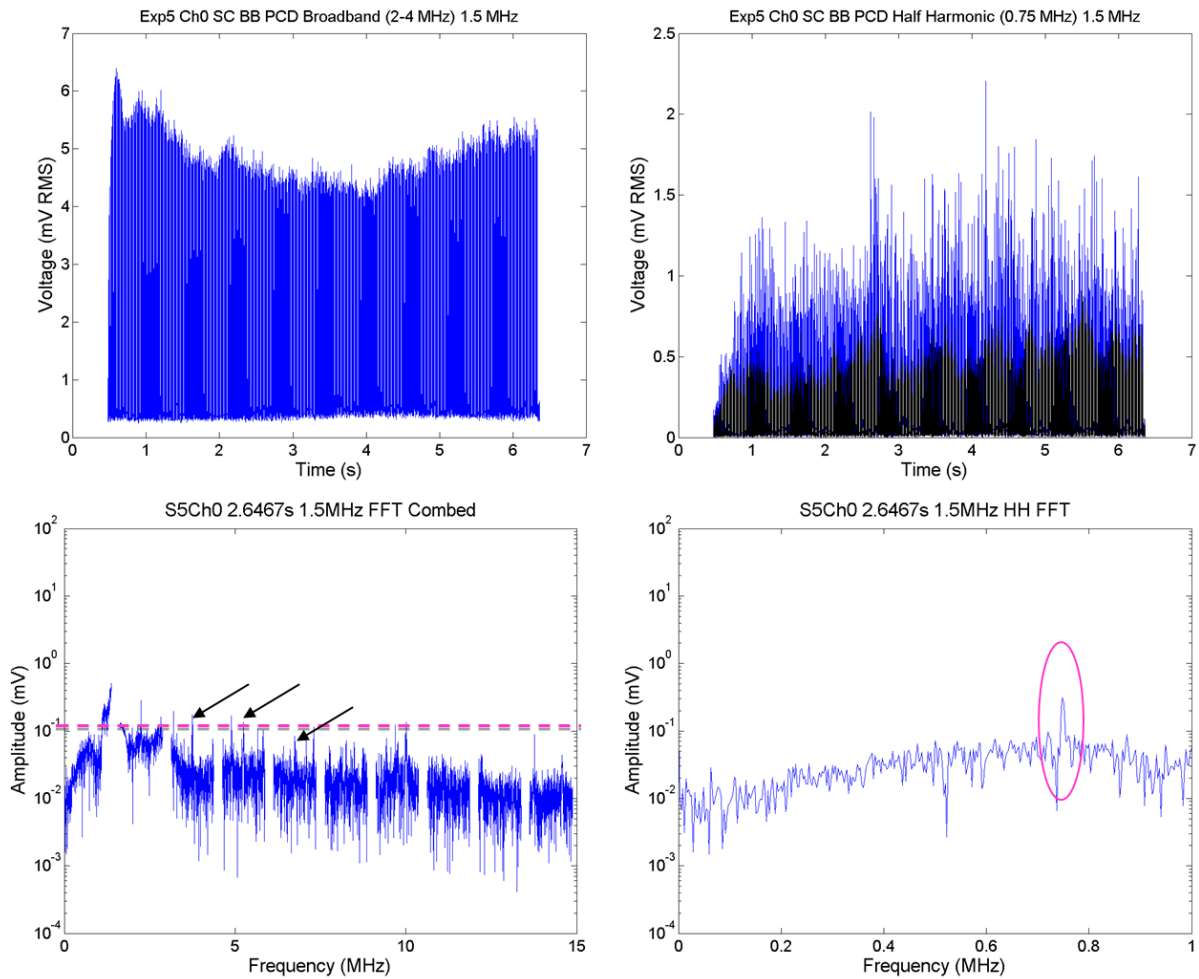 Exp5 Ch0 SC BB PCD Broadband (2-4 MHz) 1.5 MHz
7
6
5
4
3
2
1
0
Voltage (mV RMS)
0 1 2 3 4 5 6 7
Time (s)
Exp5 Ch0 SC BB PCD Half Harmonic (0.75 MHz) 1.5 MHz
2.5
2
1.5
1
0.5
0
Voltage (mV RMS)
0 1 2 3 4 5 6 7
Time (s)
S5Ch0 2.6467s 1.5MHz FFT Combed
10^2
10^1
10^0
10^-1
10^-2
10^-3
10^-4
Amplitude (mV)
0 5 10 15
Frequency (MHz)
S5Ch0 2.6467s 1.5MHz HH FFT
10^2
10^1
10^0
10^-1
10^-2
10^-3
10^-4
Amplitude (mV)
0 0.2 0.4 0.6 0.8 1
Frequency (MHz)